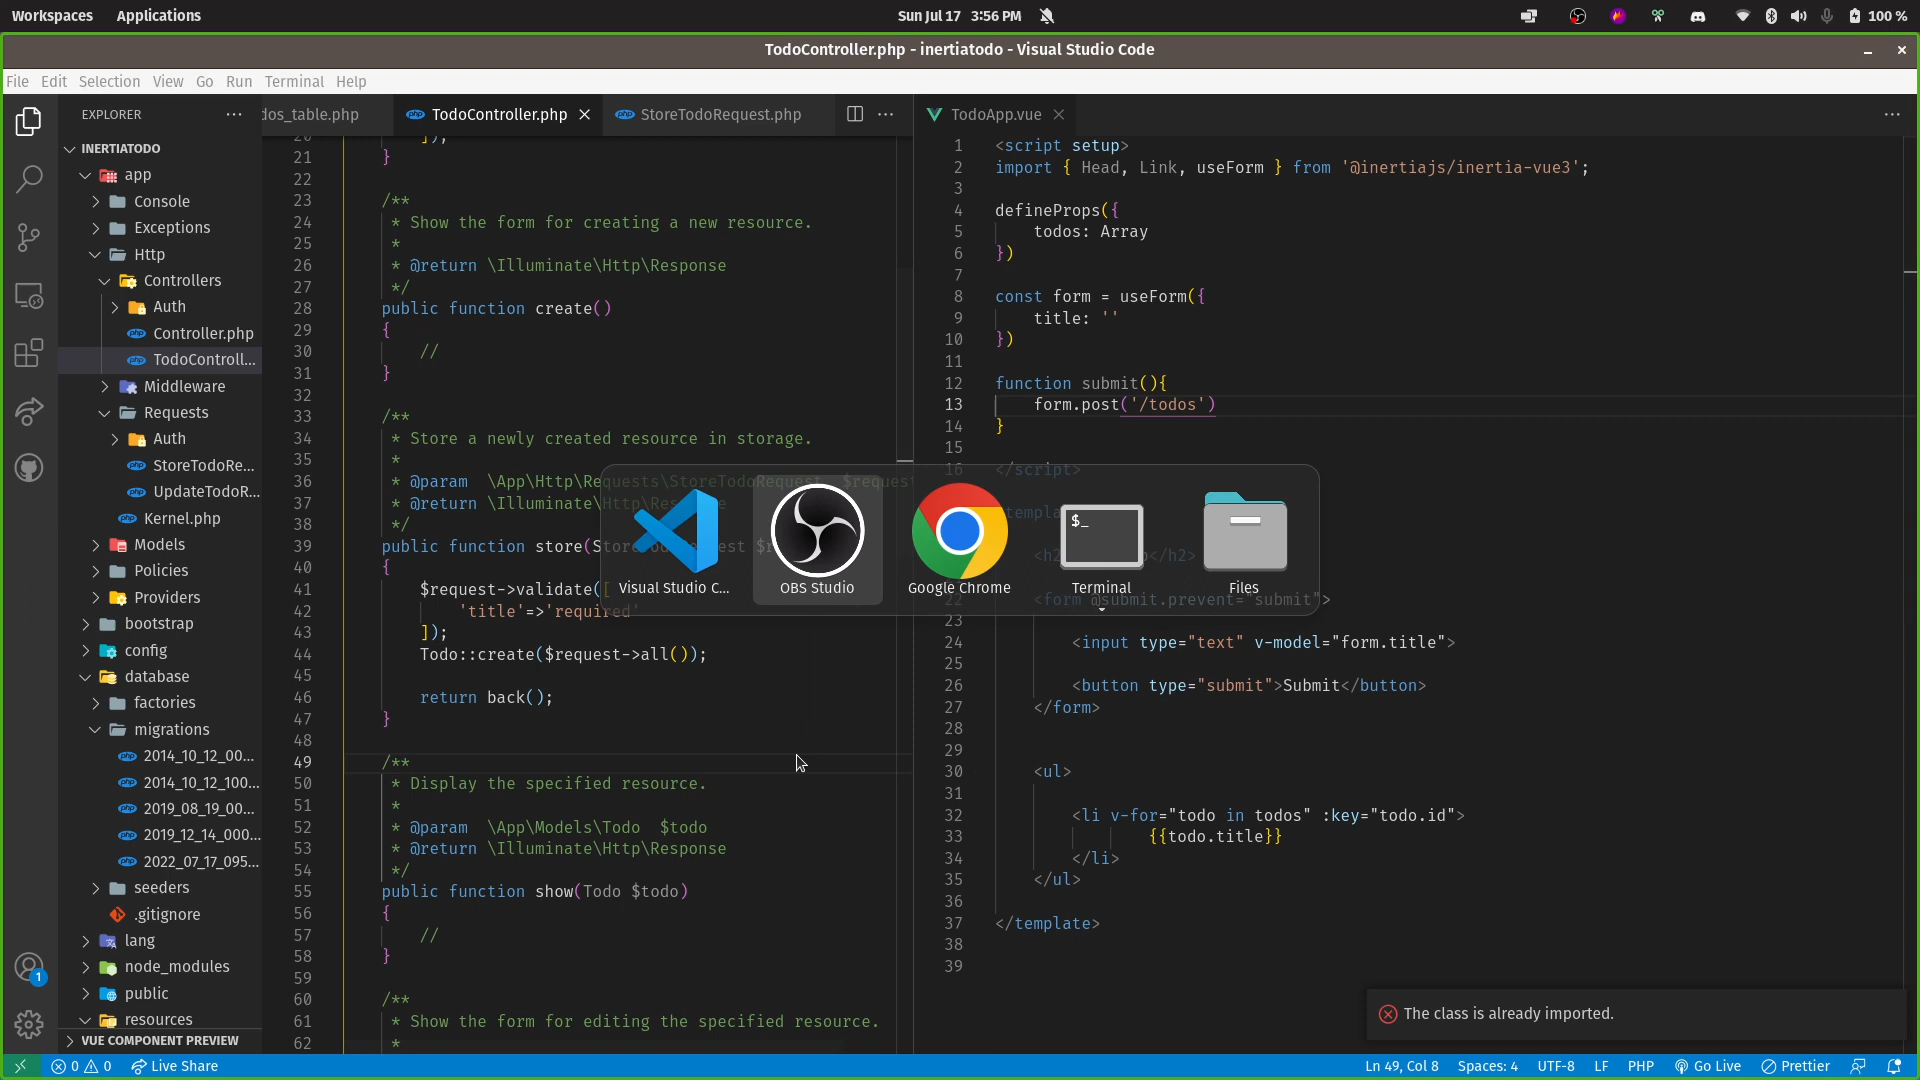 Workspaces Applications Sun Jul 17 3:56 PM 100 %
TodoController.php - inertiatodo - Visual Studio Code
File Edit Selection View Go Run Terminal Help
EXPLORER
INERTIATODO
app
Console
Exceptions
Http
Controllers
Auth
Controller.php
TodoControll...
Middleware
Requests
Auth
StoreTodoRe...
UpdateTodoR...
Kernel.php
Models
Policies
Providers
bootstrap
config
database
factories
migrations
2014_10_12_00...
2014_10_12_100...
2019_08_19_00...
2019_12_14_000...
2022_07_17_095...
seeders
.gitignore
lang
node_modules
public
resources
VUE COMPONENT PREVIEW
dos_table.php TodoController.php StoreTodoRequest.php
20 ]);
21 }
22
23 /**
24 * Show the form for creating a new resource.
25 *
26 * @return \Illuminate\Http\Response
27 */
28 public function create()
29 {
30 //
31 }
32
33 /**
34 * Store a newly created resource in storage.
35 *
36 * @param \App\Http\Requests\StoreTodoRequest $request
37 * @return \Illuminate\Http\Response
38 */
39 public function store(StoreTodoRequest $r
40 {
41 $request->validate([
42 'title'=>'required'
43 ]);
44 Todo::create($request->all());
45
46 return back();
47 }
48
49 /**
50 * Display the specified resource.
51 *
52 * @param \App\Models\Todo $todo
53 * @return \Illuminate\Http\Response
54 */
55 public function show(Todo $todo)
56 {
57 //
58 }
59
60 /**
61 * Show the form for editing the specified resource.
62 *
TodoApp.vue
1 <script setup>
2 import { Head, Link, useForm } from '@inertiajs/inertia-vue3';
3
4 defineProps({
5 todos: Array
6 })
7
8 const form = useForm({
9 title: ''
10 })
11
12 function submit(){
13 form.post('/todos')
14 }
15
16 </script>
<templa
<h2 </h2>
22 <form @submit.prevent="submit">
23
24 <input type="text" v-model="form.title">
25
26 <button type="submit">Submit</button>
27 </form>
28
29
30 <ul>
31
32 <li v-for="todo in todos" :key="todo.id">
33 {{todo.title}}
34 </li>
35 </ul>
36
37 </template>
38
39
Visual Studio C... OBS Studio Google Chrome Terminal Files
$_
The class is already imported.
1
0 0 Live Share Ln 49, Col 8 Spaces: 4 UTF-8 LF PHP Go Live Prettier